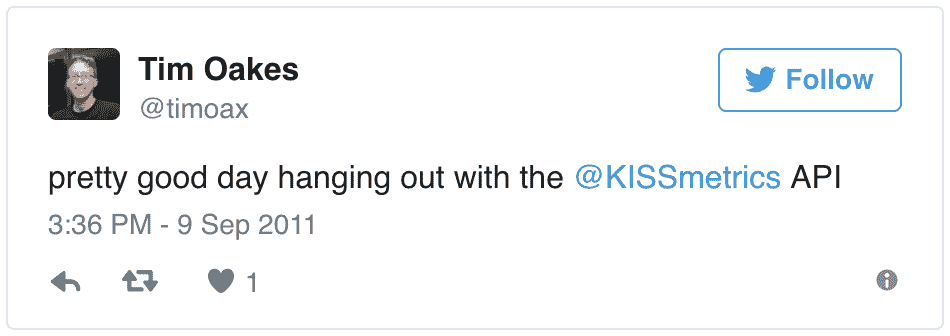 Tim Oakes
@timoax
Follow
pretty good day hanging out with the @KISSmetrics API
3:36 PM - 9 Sep 2011
1